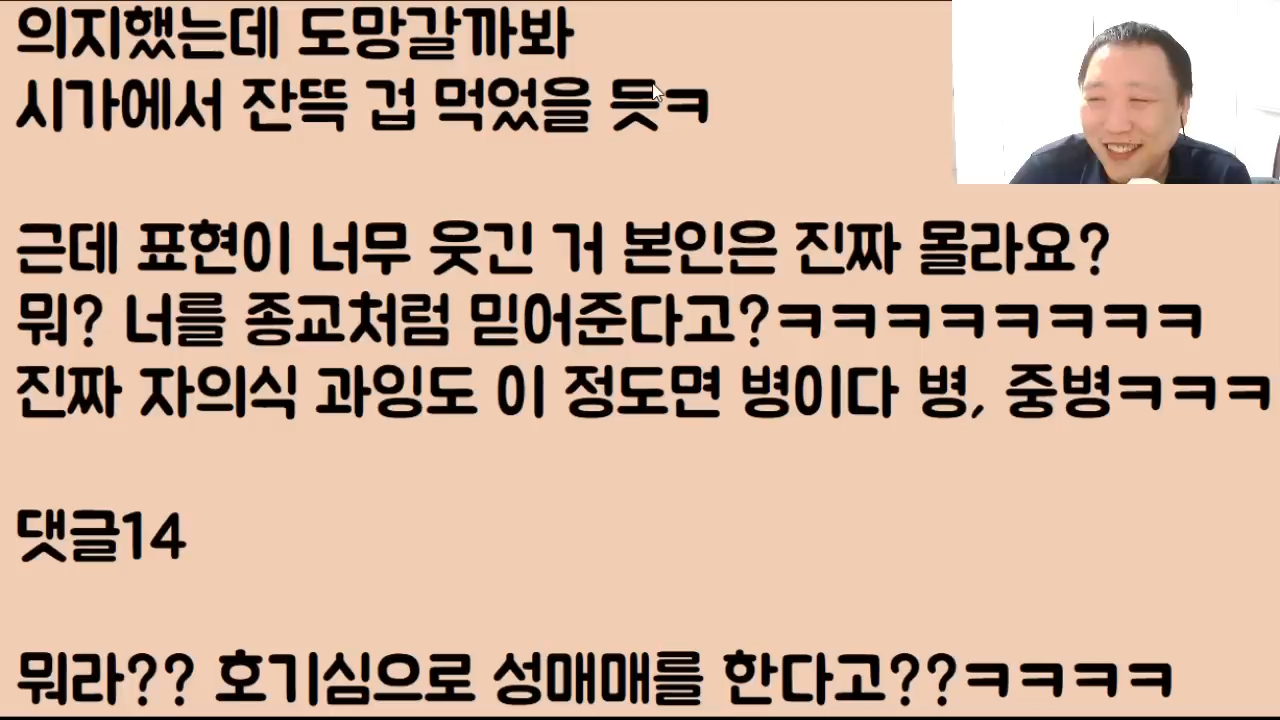 의지했는데 도망갈까봐
시가에서 잔뜩 겁 먹었을 듯ㅋ
근데 표현이 너무 웃긴 거 본인은 진짜 몰라요?
뭐? 너를 종교처럼 믿어준다고?ㅋㅋㅋㅋㅋㅋㅋㅋ
진짜 자의식 과잉도 이 정도면 병이다 병, 중병ㅋㅋㅋ
댓글14
뭐라?? 호기심으로 성매매를 한다고??ㅋㅋㅋㅋ